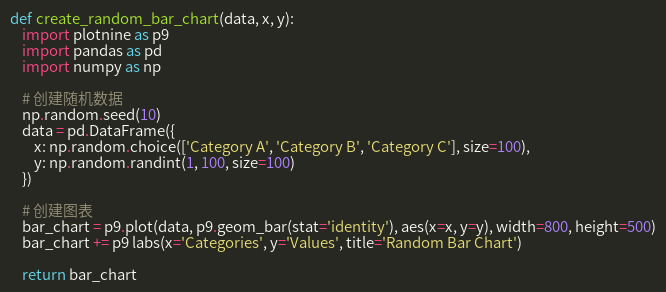 def create_random_bar_chart(data, x, y):
    import plotnine as p9
    import pandas as pd
    import numpy as np

    # 创建随机数据
    np.random.seed(10)
    data = pd.DataFrame({
        x: np.random.choice(['Category A', 'Category B', 'Category C'], size=100),
        y: np.random.randint(1, 100, size=100)
    })

    # 创建图表
    bar_chart = p9.plot(data, p9.geom_bar(stat='identity'), aes(x=x, y=y), width=800, height=500)
    bar_chart += p9 labs(x='Categories', y='Values', title='Random Bar Chart')

    return bar_chart